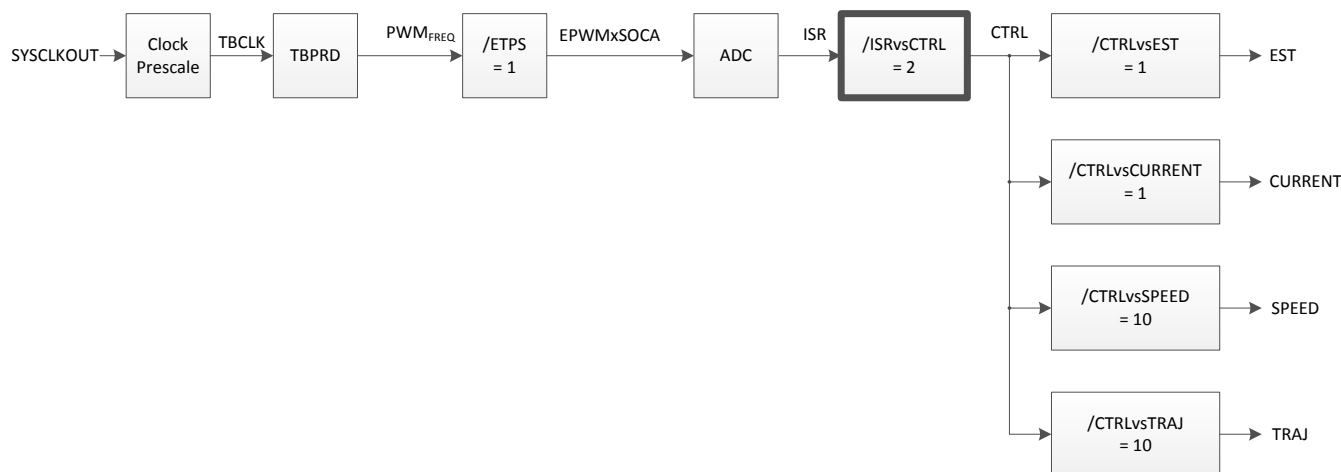 SYSCLKOUT
Clock
Prescale
TBCLK
TBPRD
PWMFREQ
/ETPS
= 1
EPWMxSOCA
ADC
ISR
/ISRvsCTRL
= 2
CTRL
/CTRLvsEST
= 1
EST
/CTRLvsCURRENT
= 1
CURRENT
/CTRLvsSPEED
= 10
SPEED
/CTRLvsTRAJ
= 10
TRAJ